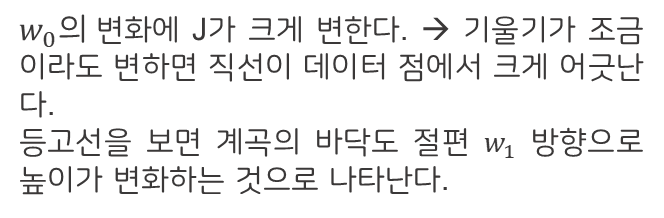 w₀의 변화에 J가 크게 변한다. → 기울기가 조금
이라도 변하면 직선이 데이터 점에서 크게 어긋난
다.
등고선을 보면 계곡의 바닥도 절편 w₁ 방향으로
높이가 변화하는 것으로 나타난다.